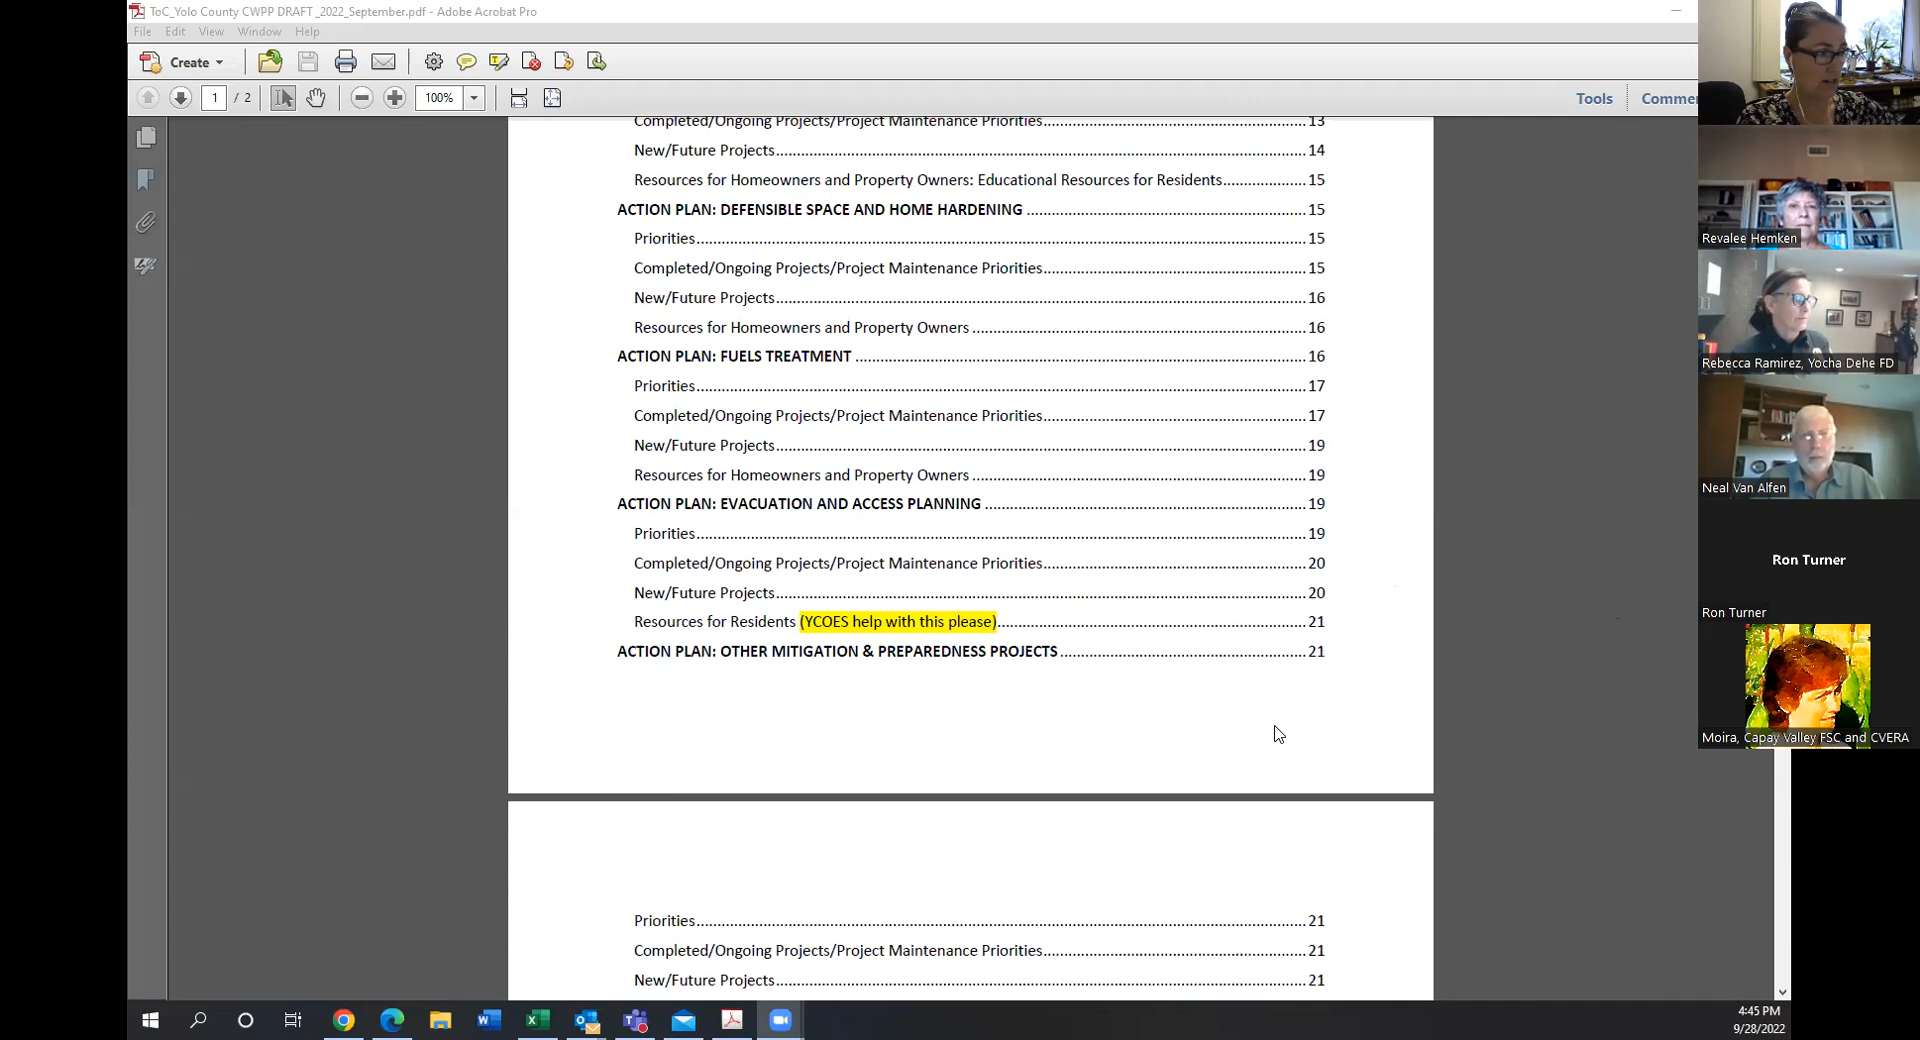 ToC_Yolo County CWPP DRAFT _2022_September.pdf - Adobe Acrobat Pro
File Edit View Window Help
Create
1 / 2 100% Tools Commer
Completed/Ongoing Projects/Project Maintenance Priorities 13
New/Future Projects 14
Resources for Homeowners and Property Owners: Educational Resources for Residents 15
ACTION PLAN: DEFENSIBLE SPACE AND HOME HARDENING 15
Priorities 15
Completed/Ongoing Projects/Project Maintenance Priorities 15
New/Future Projects 16
Resources for Homeowners and Property Owners 16
ACTION PLAN: FUELS TREATMENT 16
Priorities 17
Completed/Ongoing Projects/Project Maintenance Priorities 17
New/Future Projects 19
Resources for Homeowners and Property Owners 19
ACTION PLAN: EVACUATION AND ACCESS PLANNING 19
Priorities 19
Completed/Ongoing Projects/Project Maintenance Priorities 20
New/Future Projects 20
Resources for Residents (YCOES help with this please) 21
ACTION PLAN: OTHER MITIGATION & PREPAREDNESS PROJECTS 21
Priorities 21
Completed/Ongoing Projects/Project Maintenance Priorities 21
New/Future Projects 21
Revalee Hemken
Rebecca Ramirez, Yocha Dehe FD
Neal Van Alfen
Ron Turner
Ron Turner
Moira, Capay Valley FSC and CVERA
4:45 PM
9/28/2022